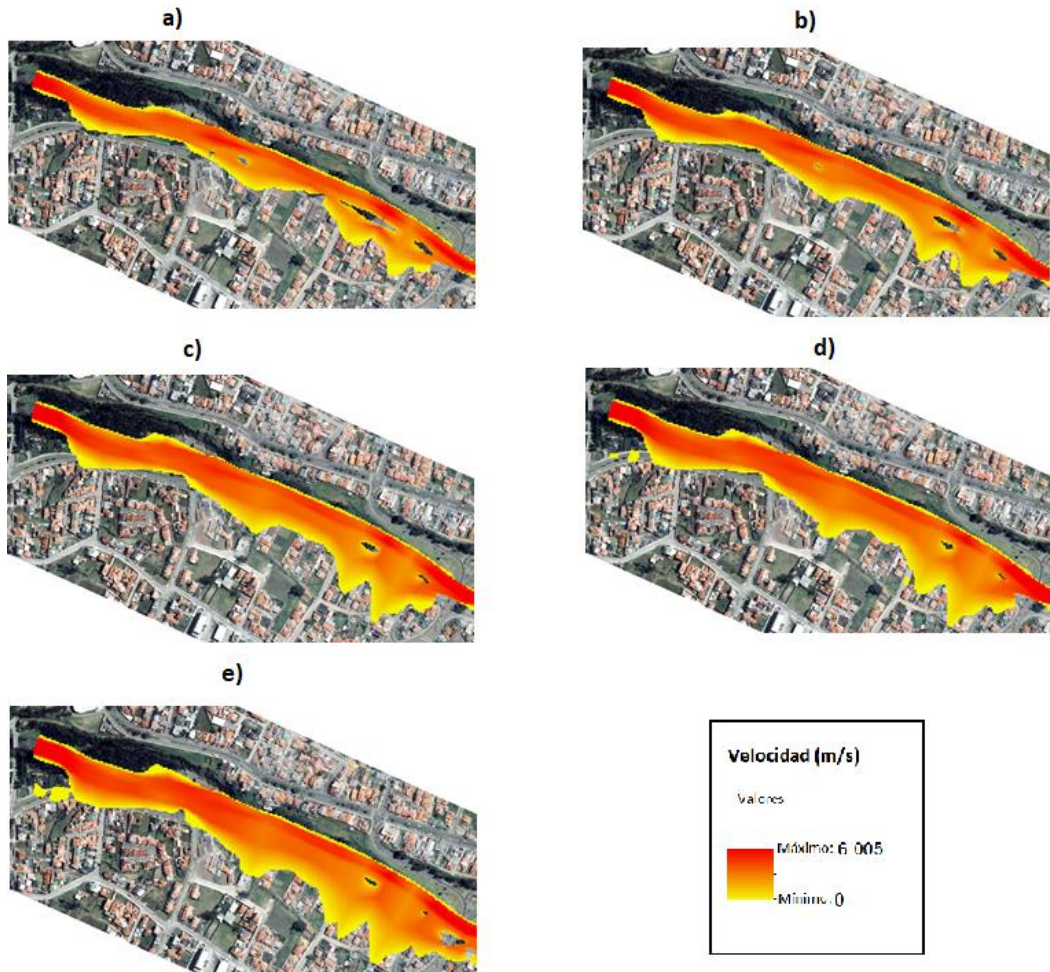 a)
b)
c)
d)
e)
Velocidad (m/s)
Valores
Máximo: 6 005
Mínimo: 0